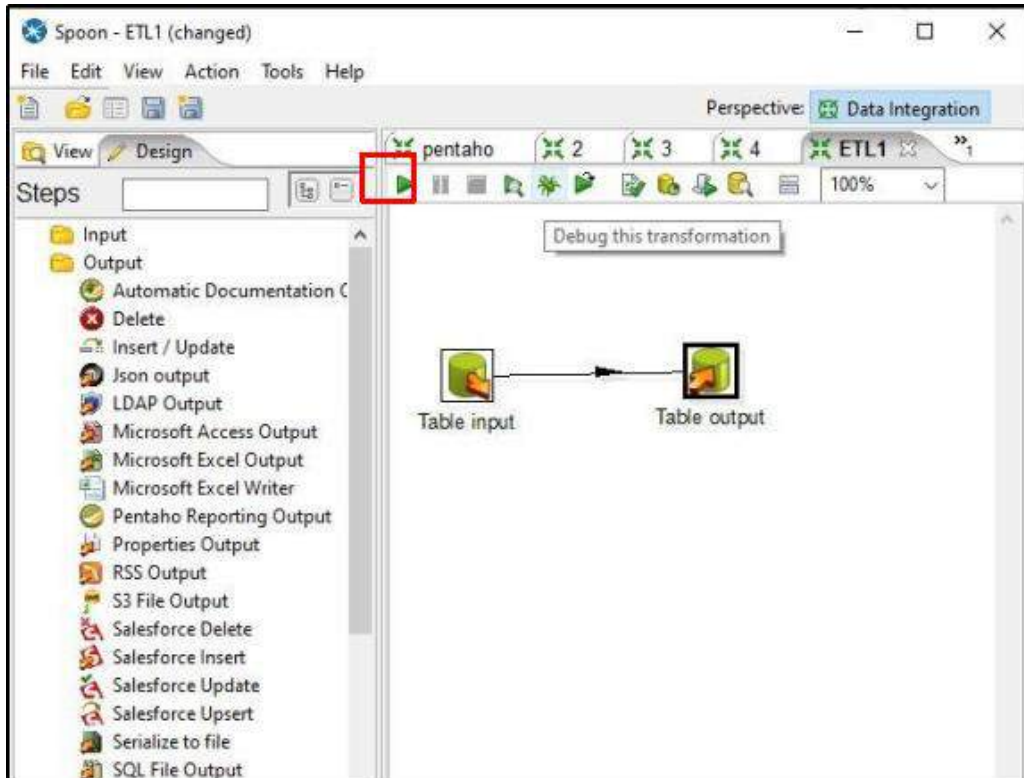 Spoon - ETL1 (changed)
File Edit View Action Tools Help
Perspective: Data Integration
View Design
pentaho 2 3 4 ETL1 »1
Steps
100%
Debug this transformation
Input
Output
Automatic Documentation
Delete
Insert / Update
Json output
LDAP Output
Microsoft Access Output
Microsoft Excel Output
Microsoft Excel Writer
Pentaho Reporting Output
Properties Output
RSS Output
S3 File Output
Salesforce Delete
Salesforce Insert
Salesforce Update
Salesforce Upsert
Serialize to file
SQL File Output
Table input
Table output